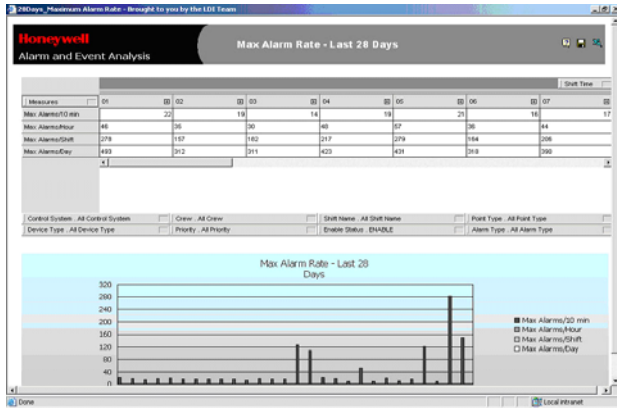 28Days_Maximum Alarm Rate - Brought to you by the LDI Team
Honeywell
Alarm and Event Analysis
Max Alarm Rate - Last 28 Days
Shift Time
Measures 01 02 03 04 05 06 07
Max Alarms/10 min 22 19 14 19 21 16 17
Max Alarms/Hour 46 35 30 48 57 36 44
Max Alarms/Shift 278 157 182 217 279 164 206
Max Alarms/Day 493 312 311 423 431 318 390
Control System . All Control System Crew . All Crew Shift Name . All Shift Name Point Type . All Point Type
Device Type . All Device Type Priority . All Priority Enable Status . ENABLE Alarm Type . All Alarm Type
Max Alarm Rate - Last 28
Days
320
280
240
200
160
120
80
40
0
Max Alarms/10 min
Max Alarms/Hour
Max Alarms/Shift
Max Alarms/Day
Done Local intranet